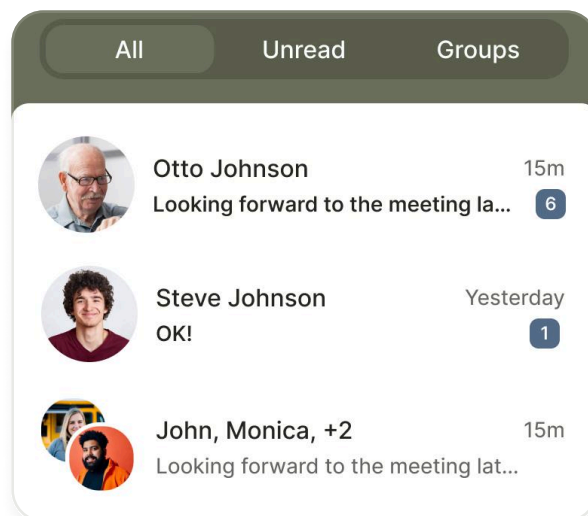 All Unread Groups
Otto Johnson 15m
Looking forward to the meeting la... 6
Steve Johnson Yesterday
OK! 1
John, Monica, +2 15m
Looking forward to the meeting lat...